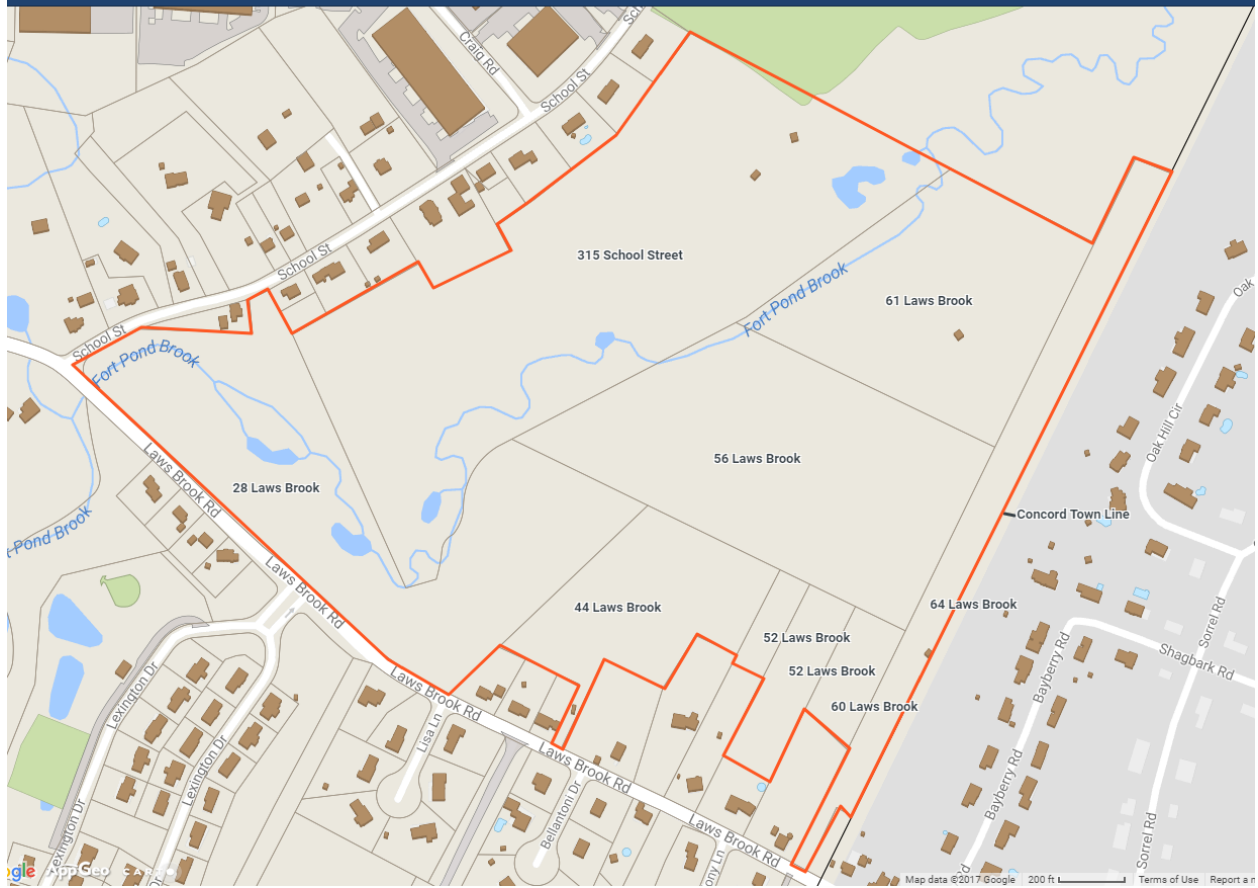 Craig Rd
School St
School St
School St
Fort Pond Brook
315 School Street
Fort Pond Brook
61 Laws Brook
Oak Hill Cir
Laws Brook Rd
28 Laws Brook
56 Laws Brook
Concord Town Line
Pond Brook
Laws Brook Rd
44 Laws Brook
52 Laws Brook
64 Laws Brook
52 Laws Brook
60 Laws Brook
Bayberry Rd
Shagbark Rd
Sorrel Rd
Lexington Dr
Lexington Dr
Laws Brook Rd
Lisa Ln
Laws Brook Rd
Bellantoni Dr
Laws Brook Rd
Bayberry Rd
Sorrel Rd
Lexington Dr
AppGeo CARTO
Map data ©2017 Google 200 ft Terms of Use Report a